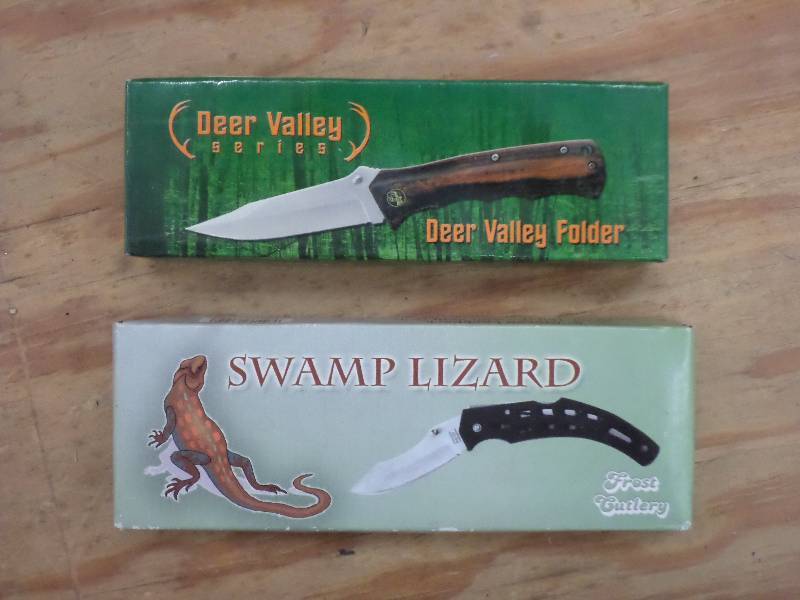 Deer Valley
series
Deer Valley Folder
SWAMP LIZARD
Frost
Cutlery